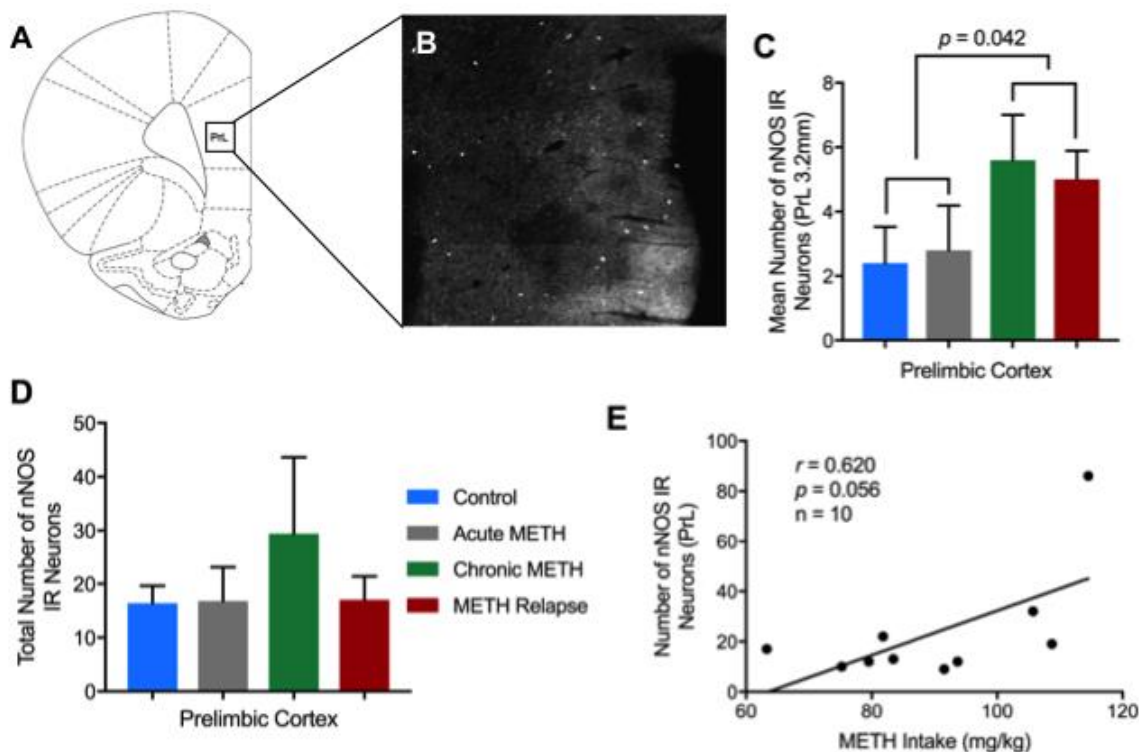 A
PrL
B
C
p = 0.042
Mean Number of nNOS IR
Neurons (PrL 3.2mm)
8
6
4
2
0
Prelimbic Cortex
D
Total Number of nNOS
IR Neurons
50
40
30
20
10
0
Prelimbic Cortex
Control
Acute METH
Chronic METH
METH Relapse
E
Number of nNOS IR
Neurons (PrL)
100
80
60
40
20
0
r = 0.620
p = 0.056
n = 10
60
80
100
120
METH Intake (mg/kg)